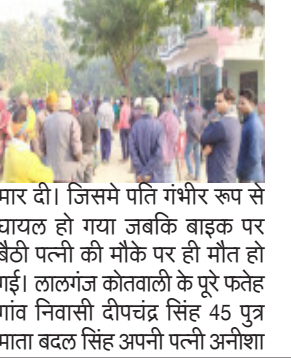 मार दी। जिसमे पति गंभीर रूप से
घायल हो गया जबकि बाइक पर
बैठी पत्नी की मौके पर ही मौत हो
गई। लालगंज कोतवाली के पूरे फतेह
गांव निवासी दीपचंद्र सिंह 45 पुत्र
माता बदल सिंह अपनी पत्नी अनीशा